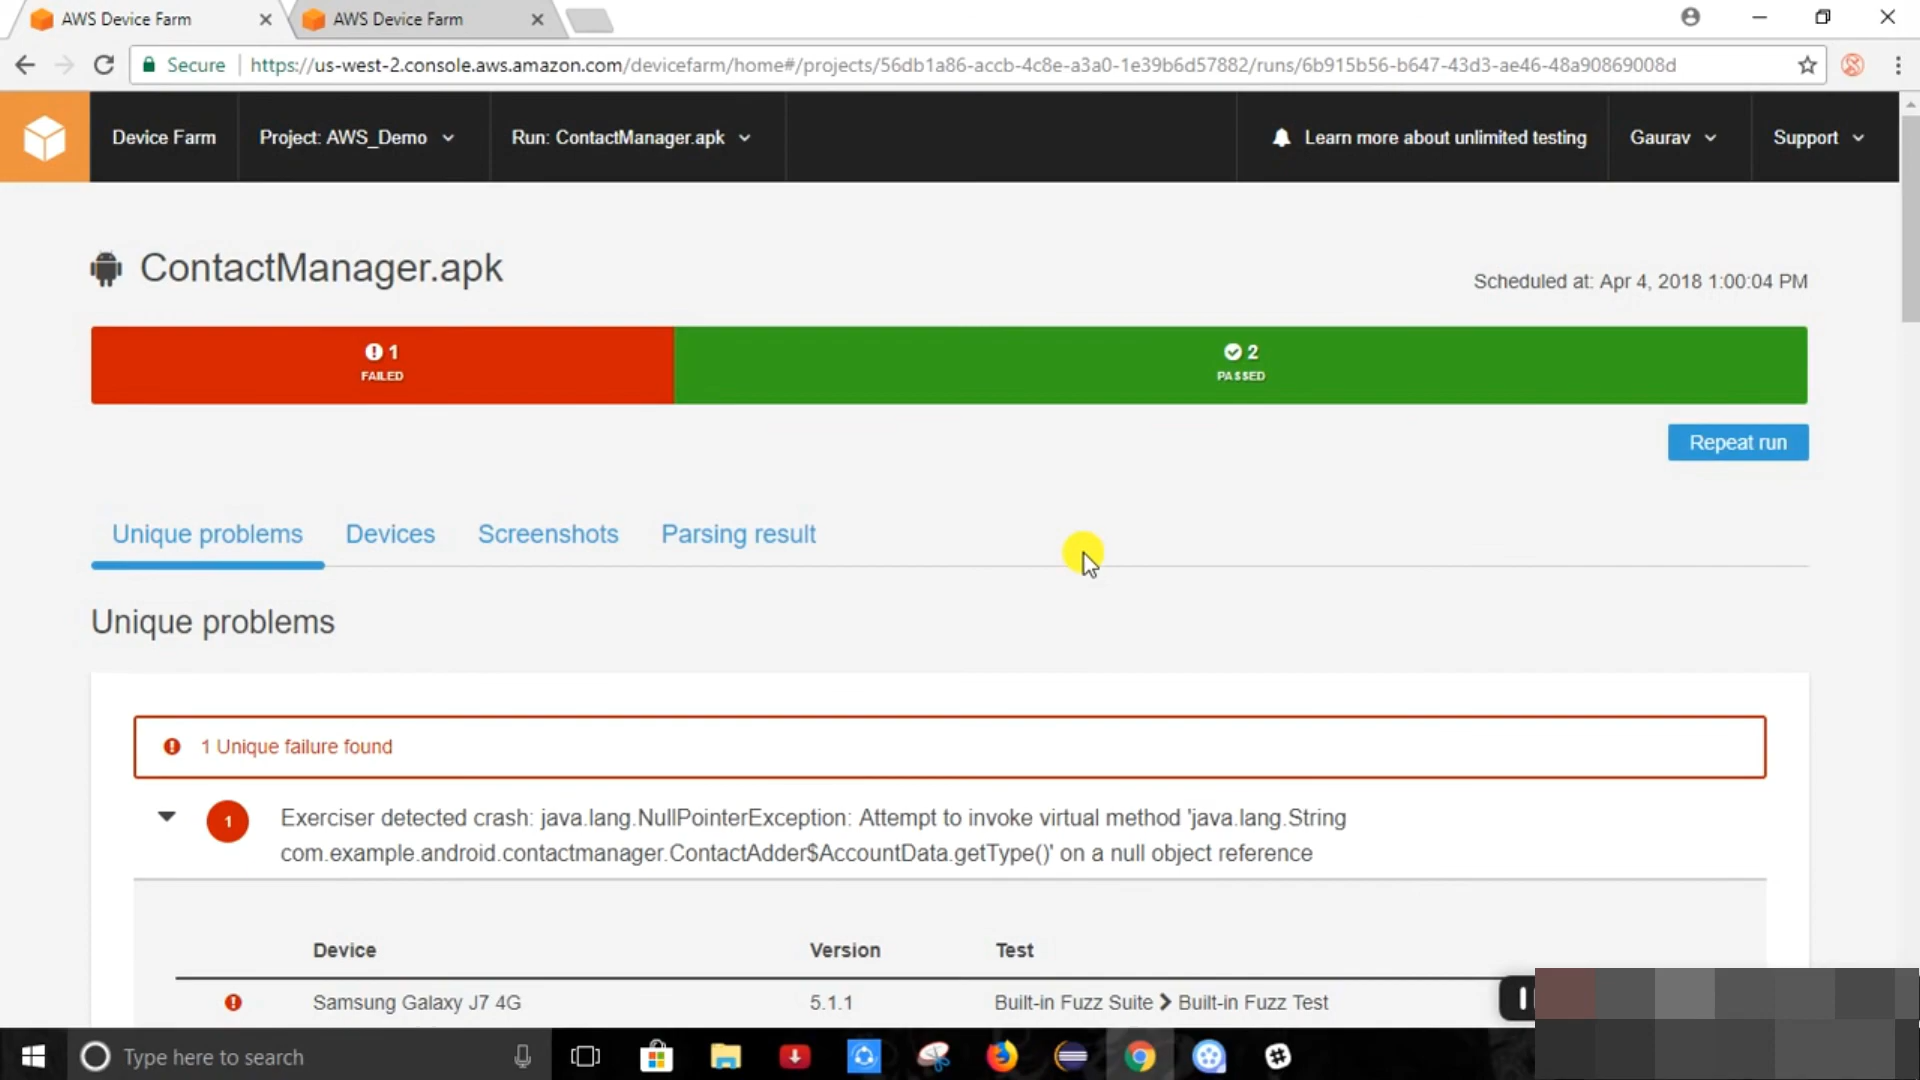 AWS Device Farm
AWS Device Farm
Secure
https://us-west-2.console.aws.amazon.com/devicefarm/home#/projects/56db1a86-accb-4c8e-a3a0-1e39b6d57882/runs/6b915b56-b647-43d3-ae46-48a90869008d
Device Farm
Project: AWS_Demo
Run: ContactManager.apk
Learn more about unlimited testing
Gaurav
Support
ContactManager.apk
Scheduled at: Apr 4, 2018 1:00:04 PM
1
FAILED
2
PASSED
Repeat run
Unique problems
Devices
Screenshots
Parsing result
Unique problems
1 Unique failure found
1
Exerciser detected crash: java.lang.NullPointerException: Attempt to invoke virtual method 'java.lang.String
com.example.android.contactmanager.ContactAdder$AccountData.getType()' on a null object reference
Device
Version
Test
Samsung Galaxy J7 4G
5.1.1
Built-in Fuzz Suite
Built-in Fuzz Test
Type here to search